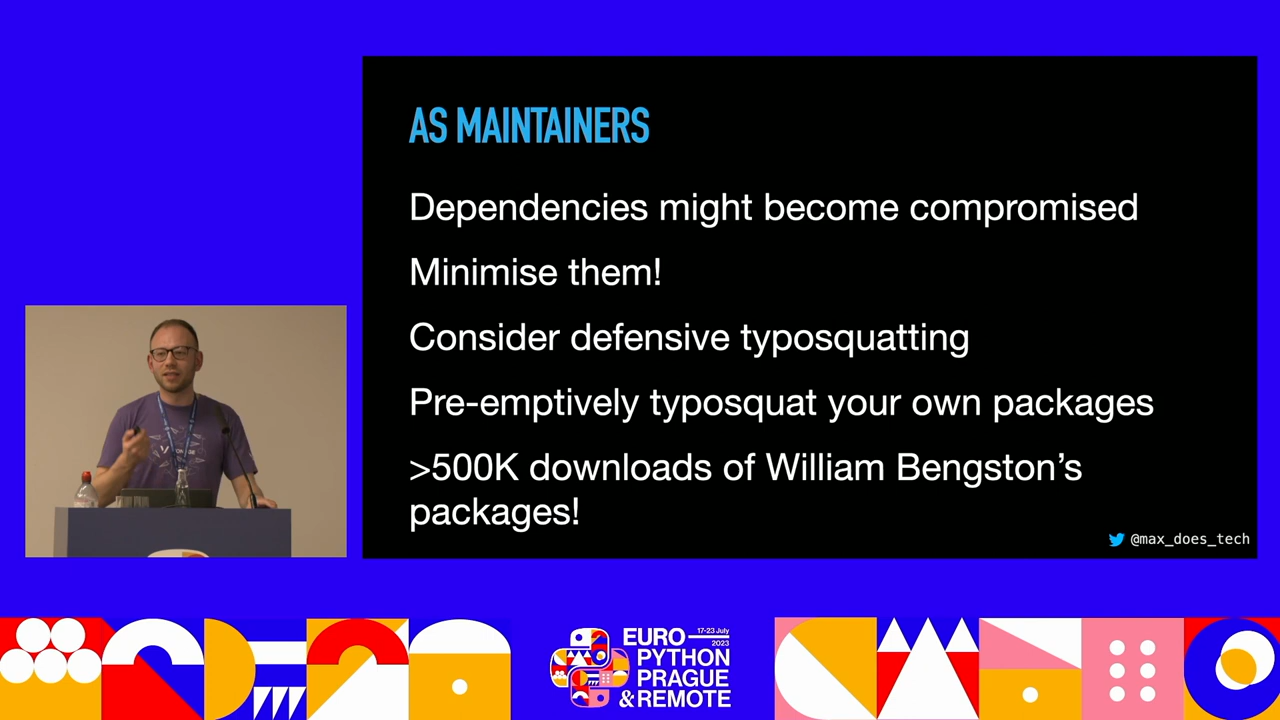 AS MAINTAINERS
Dependencies might become compromised
Minimise them!
Consider defensive typosquatting
Pre-emptively typosquat your own packages
>500K downloads of William Bengston’s
packages!
@max_does_tech
17-23 July
2023
EURO
PYTHON
PRAGUE
& REMOTE